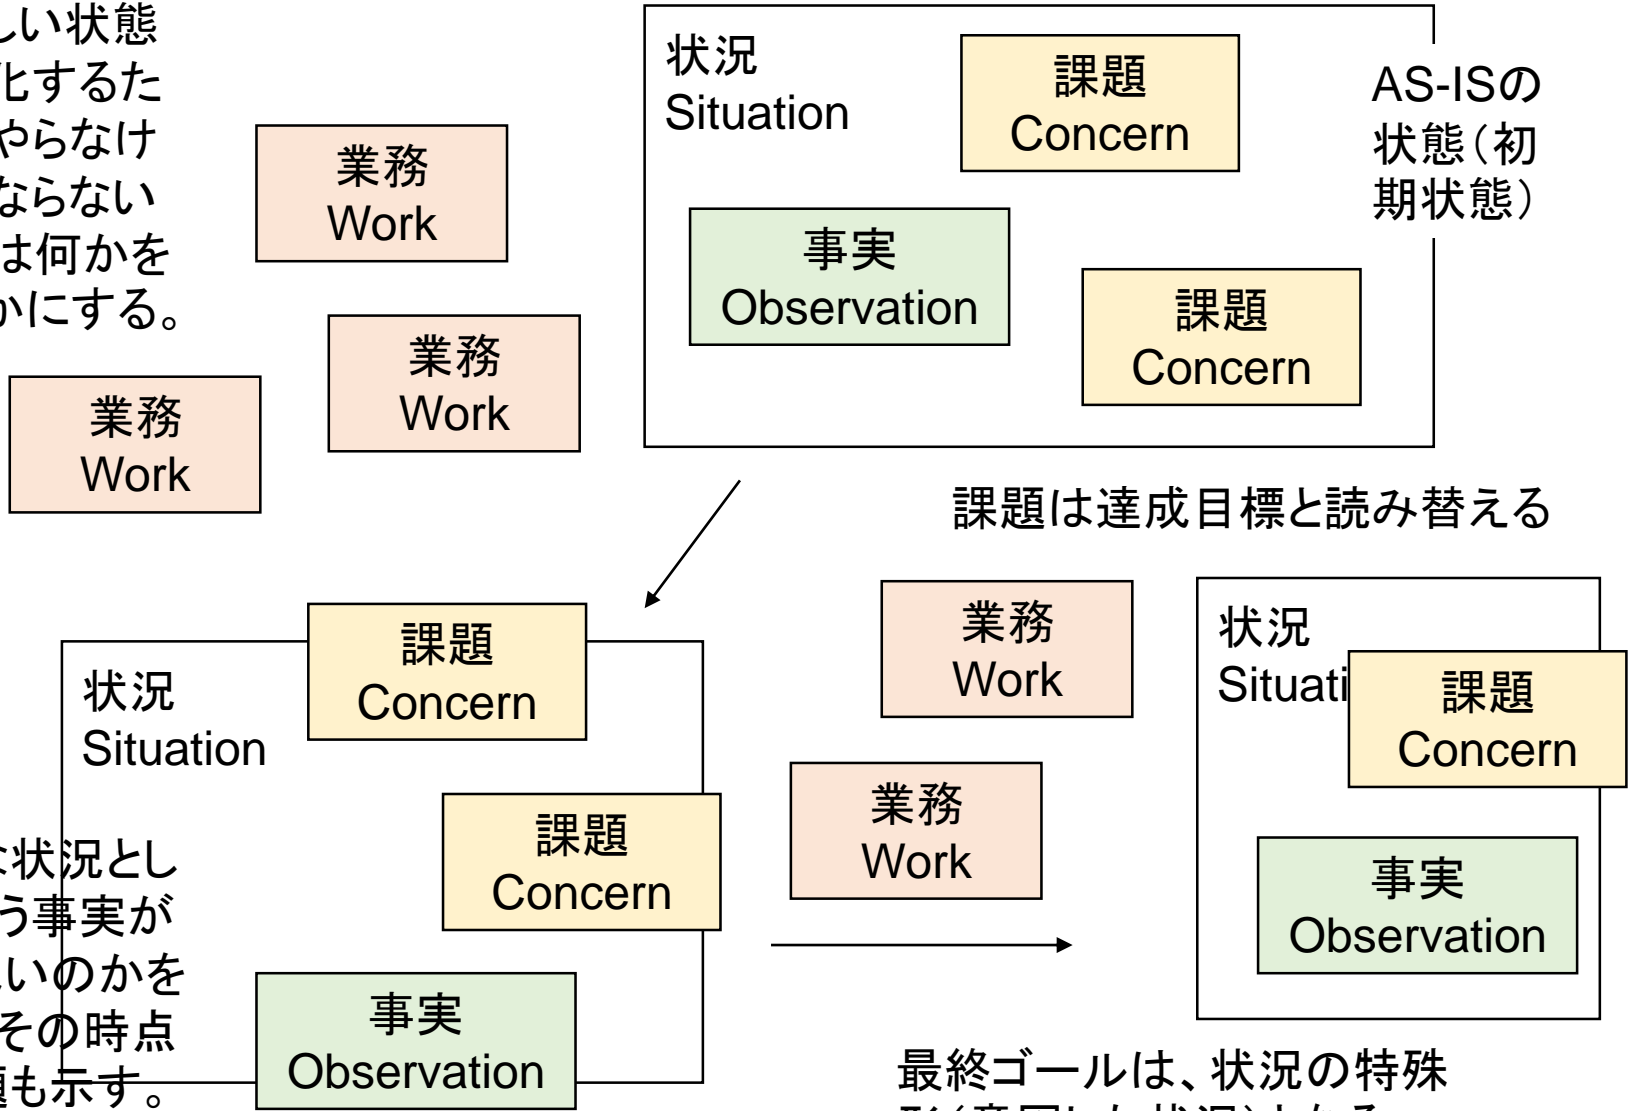 しい状態
化するた
やらなけ
ならない
は何かを
かにする。
業務
Work
業務
Work
業務
Work
状況
Situation
課題
Concern
事実
Observation
課題
Concern
AS-ISの
状態（初
期状態）
課題は達成目標と読み替える
状況
Situation
課題
Concern
課題
Concern
事実
Observation
な状況とし
う事実が
いのかを
その時点
題も示す。
業務
Work
業務
Work
状況
Situati
課題
Concern
事実
Observation
最終ゴールは、状況の特殊